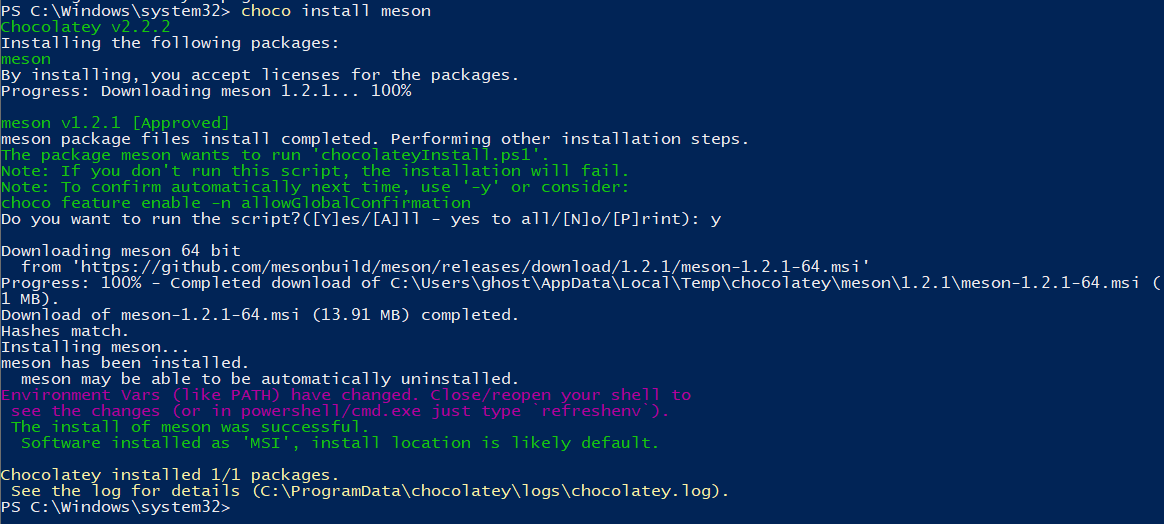 PS C:\Windows\system32> choco install meson
Chocolatey v2.2.2
Installing the following packages:
meson
By installing, you accept licenses for the packages.
Progress: Downloading meson 1.2.1... 100%
meson v1.2.1 [Approved]
meson package files install completed. Performing other installation steps.
The package meson wants to run 'chocolateyInstall.ps1'.
Note: If you don't run this script, the installation will fail.
Note: To confirm automatically next time, use '-y' or consider:
choco feature enable -n allowGlobalConfirmation
Do you want to run the script?([Y]es/[A]ll - yes to all/[N]o/[P]rint): y
Downloading meson 64 bit
  from 'https://github.com/mesonbuild/meson/releases/download/1.2.1/meson-1.2.1-64.msi'
Progress: 100% - Completed download of C:\Users\ghost\AppData\Local\Temp\chocolatey\meson\1.2.1\meson-1.2.1-64.msi (
1 MB).
Download of meson-1.2.1-64.msi (13.91 MB) completed.
Hashes match.
Installing meson...
meson has been installed.
  meson may be able to be automatically uninstalled.
Environment Vars (like PATH) have changed. Close/reopen your shell to
 see the changes (or in powershell/cmd.exe just type `refreshenv`).
 The install of meson was successful.
  Software installed as 'MSI', install location is likely default.
Chocolatey installed 1/1 packages.
 See the log for details (C:\ProgramData\chocolatey\logs\chocolatey.log).
PS C:\Windows\system32>